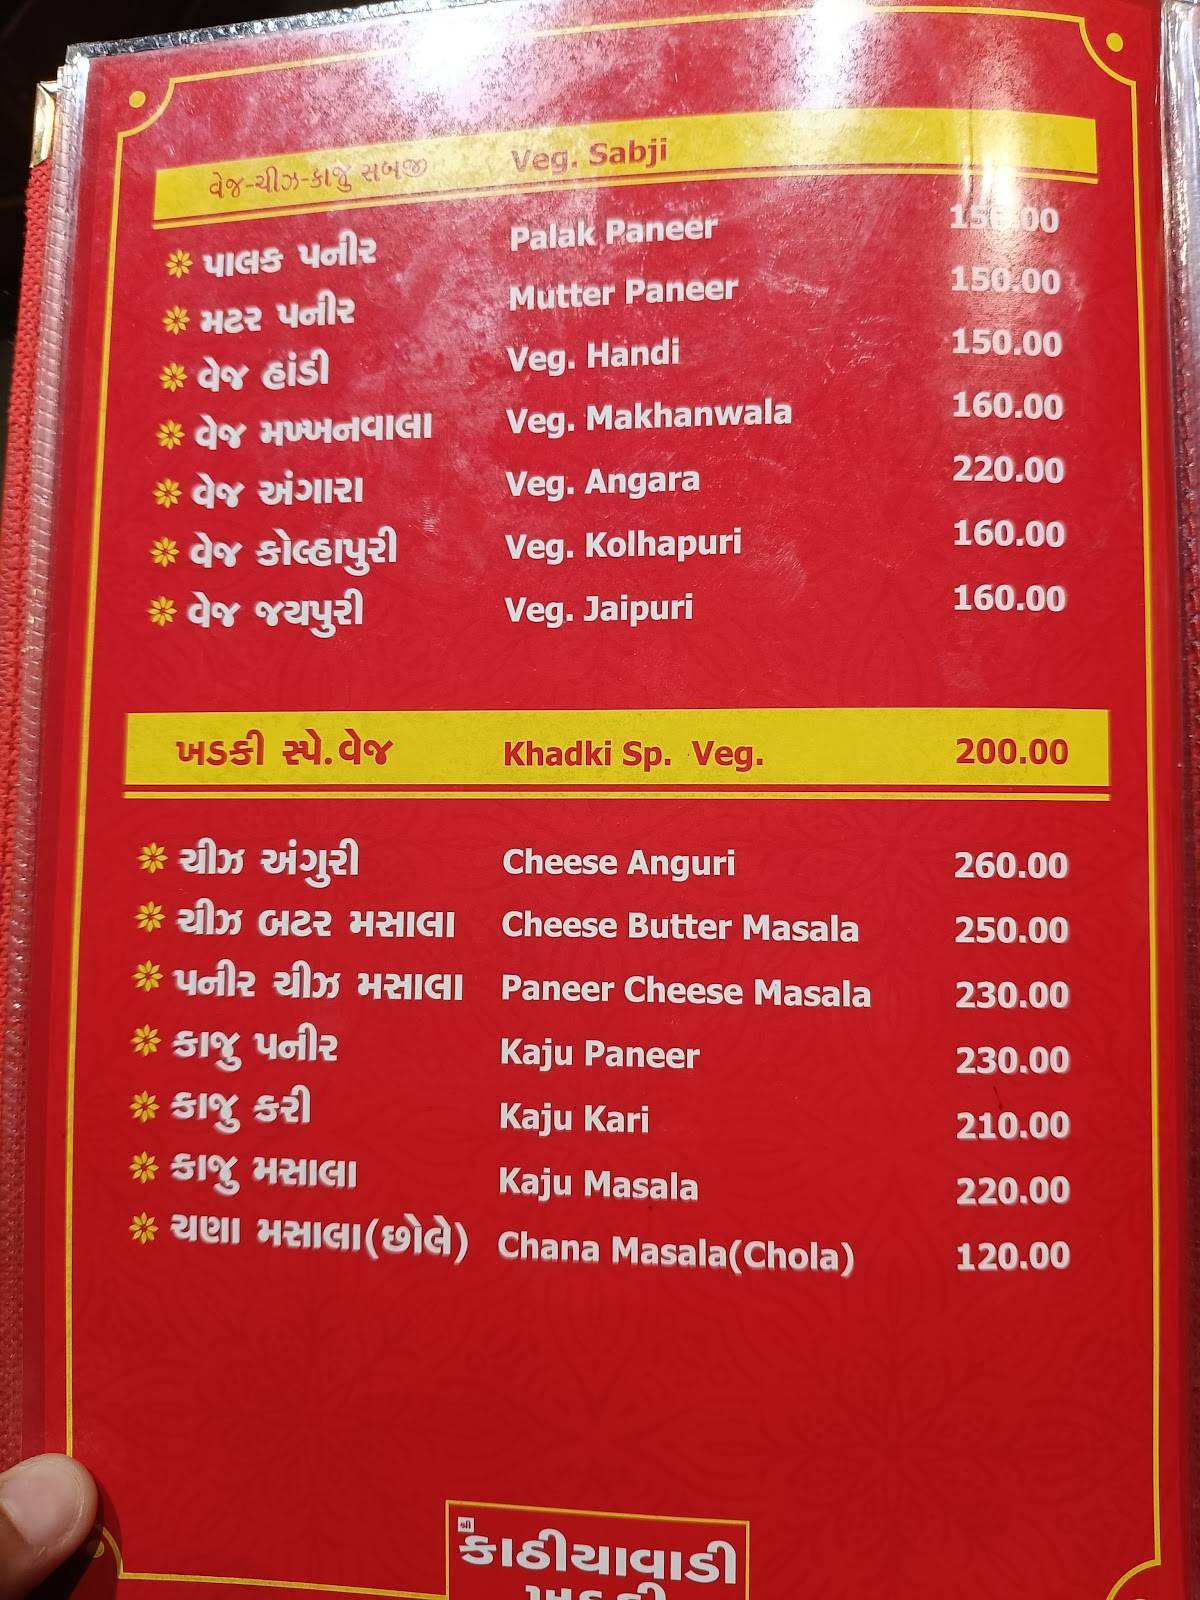 વેજ-ચીઝ-કાજુ સબજી Veg. Sabji
પાલક પનીર Palak Paneer 150.00
મટર પનીર Mutter Paneer 150.00
વેજ હાંડી Veg. Handi 150.00
વેજ મખ્ખનવાલા Veg. Makhanwala 160.00
વેજ અંગારા Veg. Angara 220.00
વેજ કોલ્હાપુરી Veg. Kolhapuri 160.00
વેજ જયપુરી Veg. Jaipuri 160.00
ખડકી સ્પે.વેજ Khadki Sp. Veg. 200.00
ચીઝ અંગુરી Cheese Anguri 260.00
ચીઝ બટર મસાલા Cheese Butter Masala 250.00
પનીર ચીઝ મસાલા Paneer Cheese Masala 230.00
કાજુ પનીર Kaju Paneer 230.00
કાજુ કરી Kaju Kari 210.00
કાજુ મસાલા Kaju Masala 220.00
ચણા મસાલા(છોલે) Chana Masala(Chola) 120.00
શ્રી
કાઠીયાવાડી